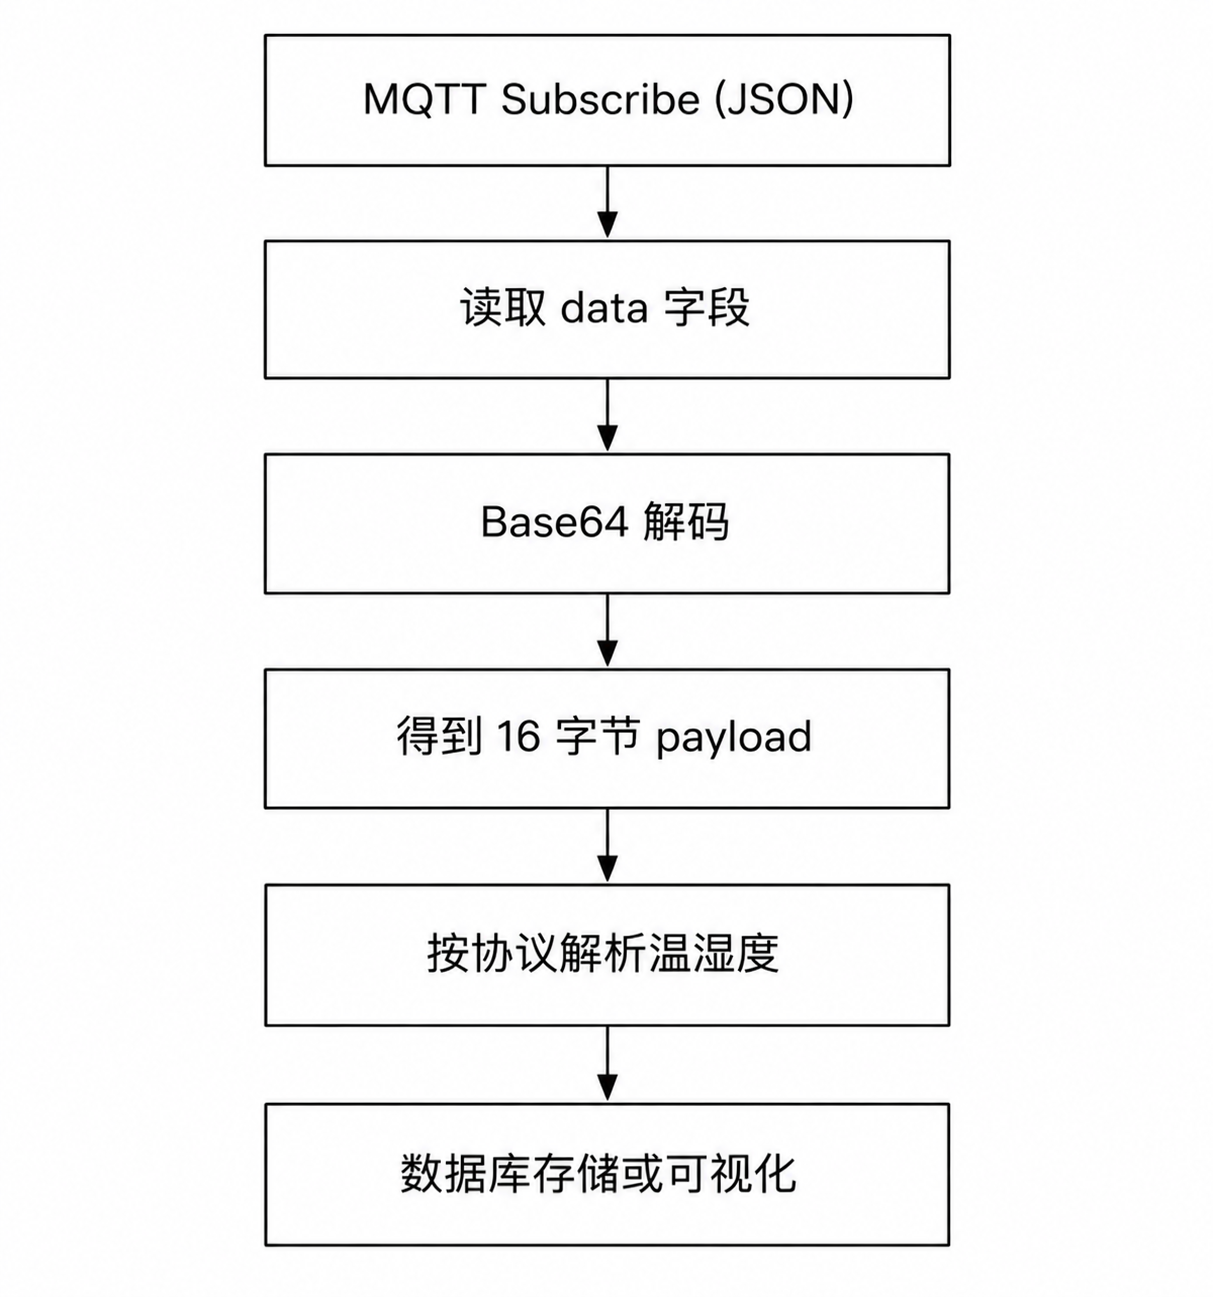 MQTT Subscribe (JSON)
读取 data 字段
Base64 解码
得到 16 字节 payload
按协议解析温湿度
数据库存储或可视化